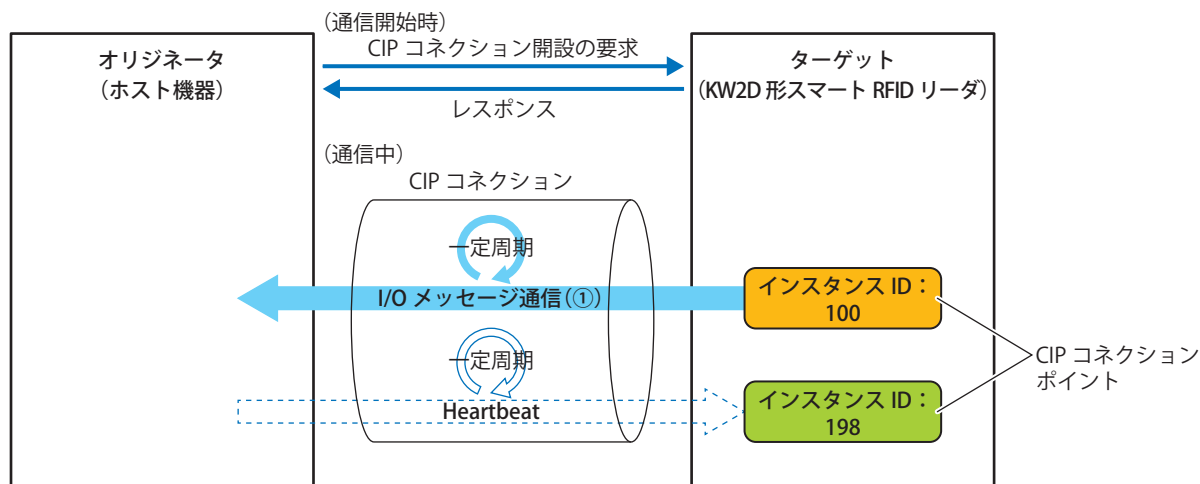 (通信開始時)
CIP コネクション開設の要求
オリジネータ
(ホスト機器)
ターゲット
(KW2D 形スマート RFID リーダ)
レスポンス
(通信中)
CIP コネクション
一定周期
I/O メッセージ通信(①)
インスタンス ID:
100
一定周期
CIP コネクション
ポイント
Heartbeat
インスタンス ID:
198